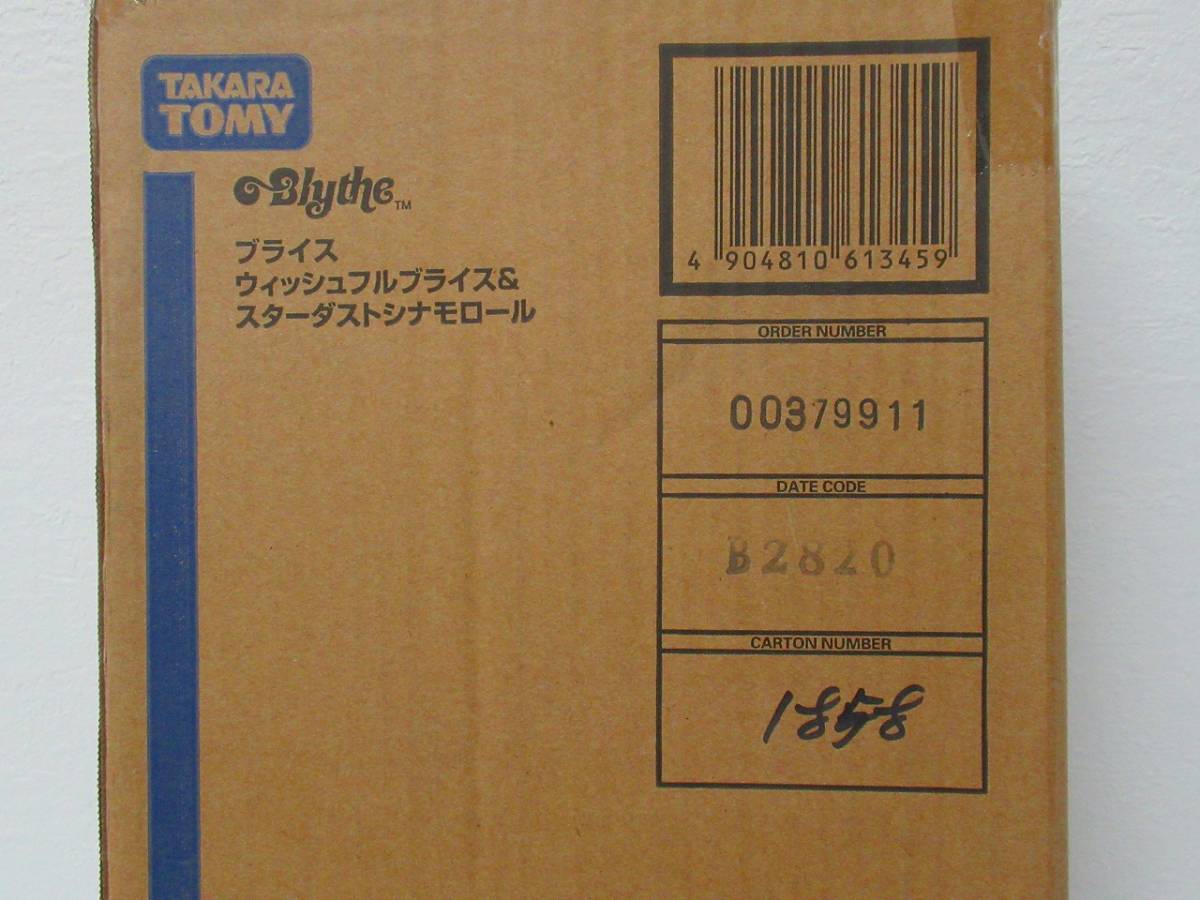 TAKARA
TOMY
Blythe™
ブライス
ウィッシュフルブライス&
スターダストシナモロール
4 904810 613459
ORDER NUMBER
00379911
DATE CODE
B2820
CARTON NUMBER
1858